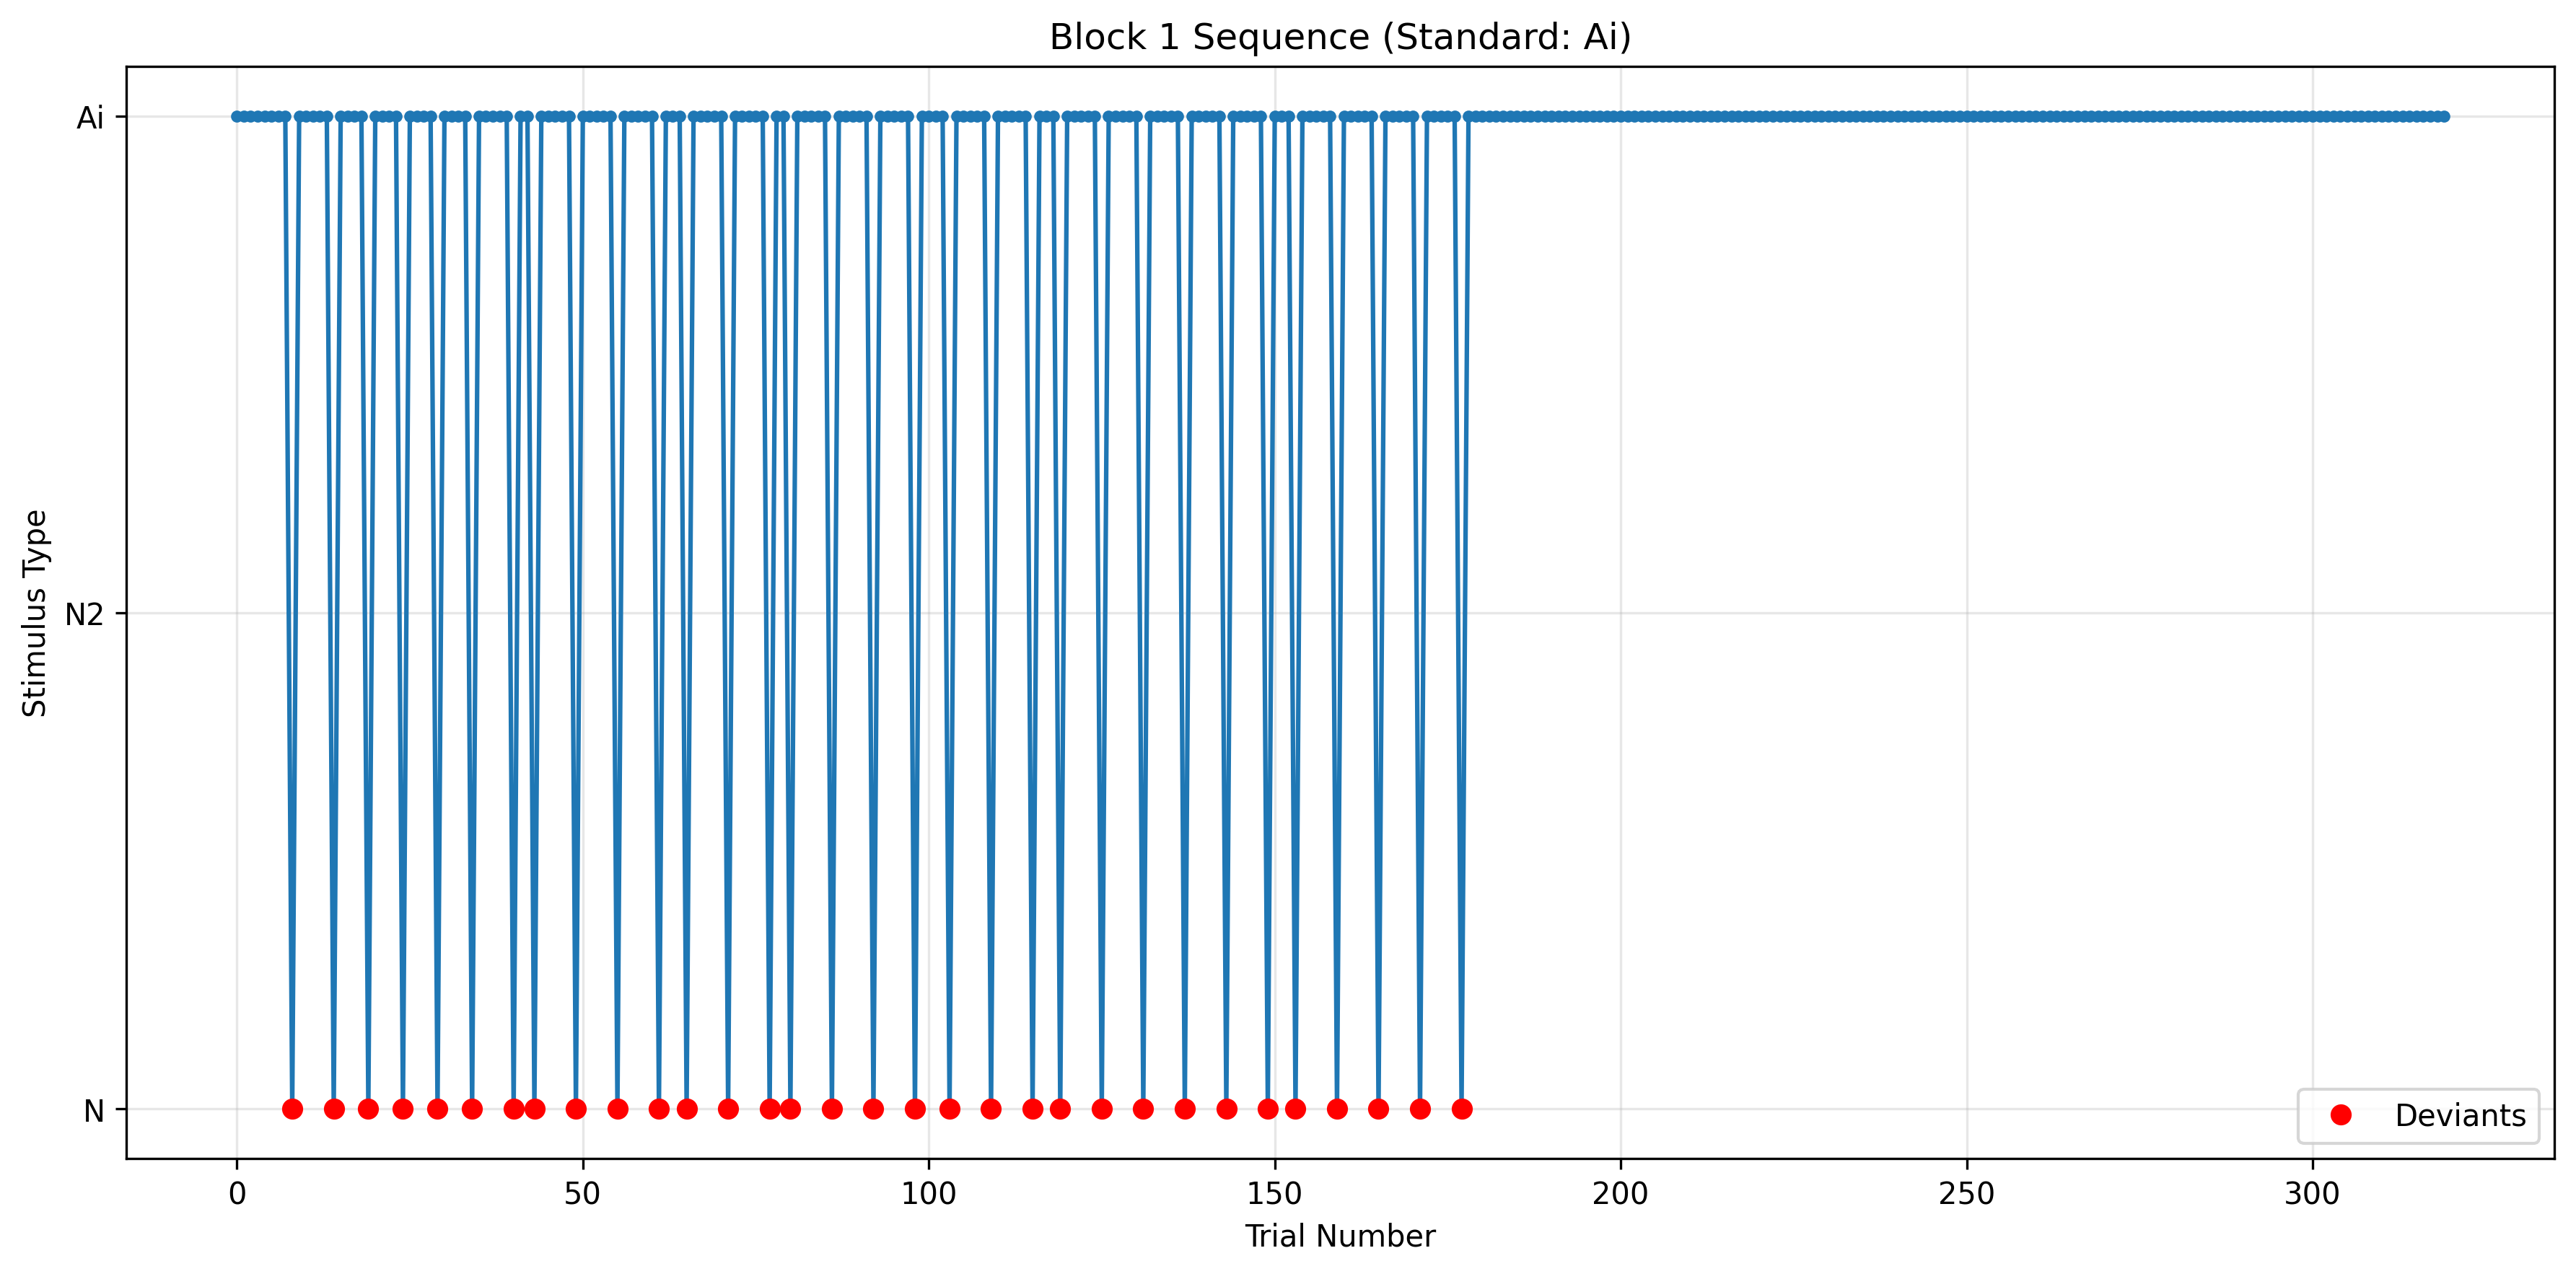 Block 1 Sequence (Standard: Ai)
Stimulus Type
Ai
N2
N
0 50 100 150 200 250 300
Trial Number
Deviants